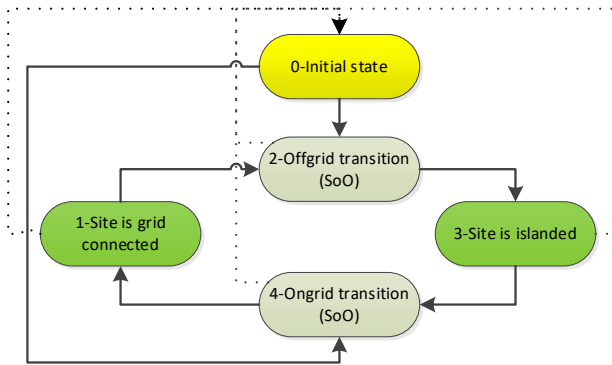 0-Initial state
2-Offgrid transition
(SoO)
1-Site is grid
connected
3-Site is islanded
4-Ongrid transition
(SoO)